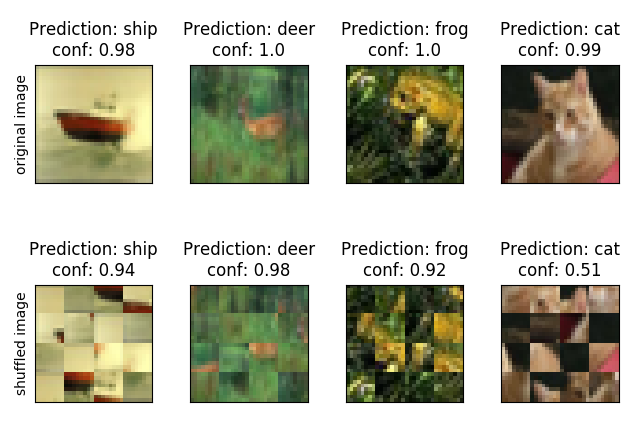 Prediction: ship
conf: 0.98
Prediction: deer
conf: 1.0
Prediction: frog
conf: 1.0
Prediction: cat
conf: 0.99
original image
Prediction: ship
conf: 0.94
Prediction: deer
conf: 0.98
Prediction: frog
conf: 0.92
Prediction: cat
conf: 0.51
shuffled image